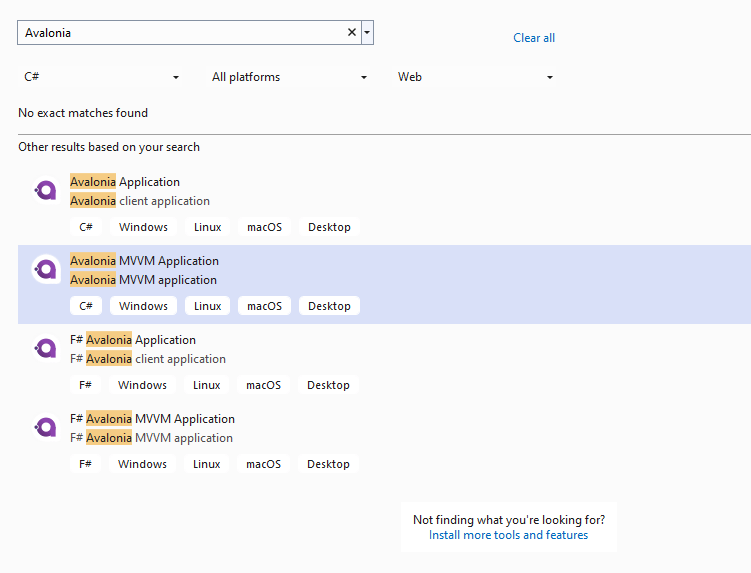 Avalonia
Clear all
C# All platforms Web
No exact matches found
Other results based on your search
Avalonia Application
Avalonia client application
C# Windows Linux macOS Desktop
Avalonia MVVM Application
Avalonia MVVM application
C# Windows Linux macOS Desktop
F# Avalonia Application
F# Avalonia client application
F# Windows Linux macOS Desktop
F# Avalonia MVVM Application
F# Avalonia MVVM application
F# Windows Linux macOS Desktop
Not finding what you're looking for?
Install more tools and features